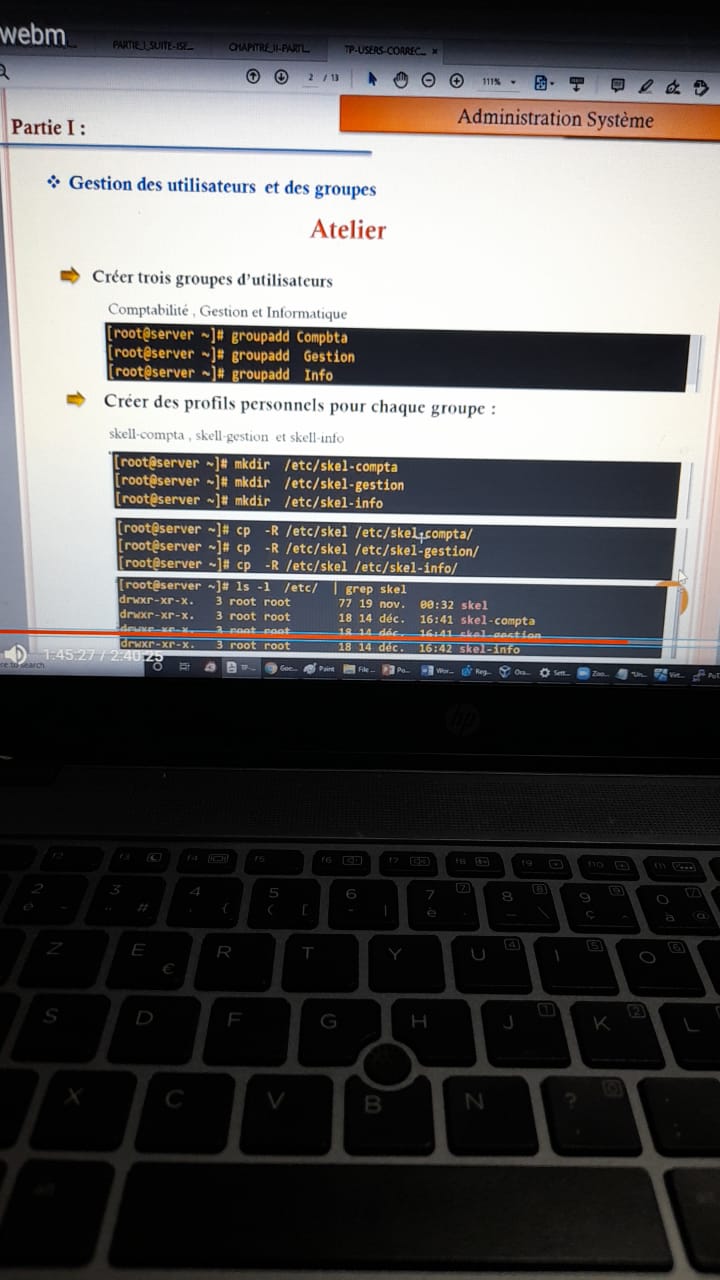 webm
PARTIE_I_SUITE-ISE...
CHAPITRE_II-PARTI...
TP-USERS-CORREC... ×
2 / 13
111%
Partie I :
Administration Système
❖ Gestion des utilisateurs et des groupes
Atelier
Créer trois groupes d'utilisateurs
Comptabilité , Gestion et Informatique
[root@server ~]# groupadd Compbta
[root@server ~]# groupadd Gestion
[root@server ~]# groupadd Info
Créer des profils personnels pour chaque groupe :
skell-compta , skell-gestion et skell-info
[root@server ~]# mkdir /etc/skel-compta
[root@server ~]# mkdir /etc/skel-gestion
[root@server ~]# mkdir /etc/skel-info
[root@server ~]# cp -R /etc/skel /etc/skel-compta/
[root@server ~]# cp -R /etc/skel /etc/skel-gestion/
[root@server ~]# cp -R /etc/skel /etc/skel-info/
[root@server ~]# ls -l /etc/ | grep skel
drwxr-xr-x. 3 root root 77 19 nov. 00:32 skel
drwxr-xr-x. 3 root root 18 14 déc. 16:41 skel-compta
drwxr-xr-x. 3 root root 18 14 déc. 16:41 skel-gestion
drwxr-xr-x. 3 root root 18 14 déc. 16:42 skel-info
1:45:27 / 2:40:25
re to search
TP-... Goo... Paint File ... Po... Wor... Reg... Ora... Sett... Zoo... *Un... Vot... PuT
hp
f2 f3 f4 f5 f6 f7 f8 f9 f10 f11
2 3 4 5 6 7 8 9 0
é " # ' { ( [ - | è _ \ ç ^ à @
Z E € R T Y U I O
S D F G H J K L
X C V B N ?